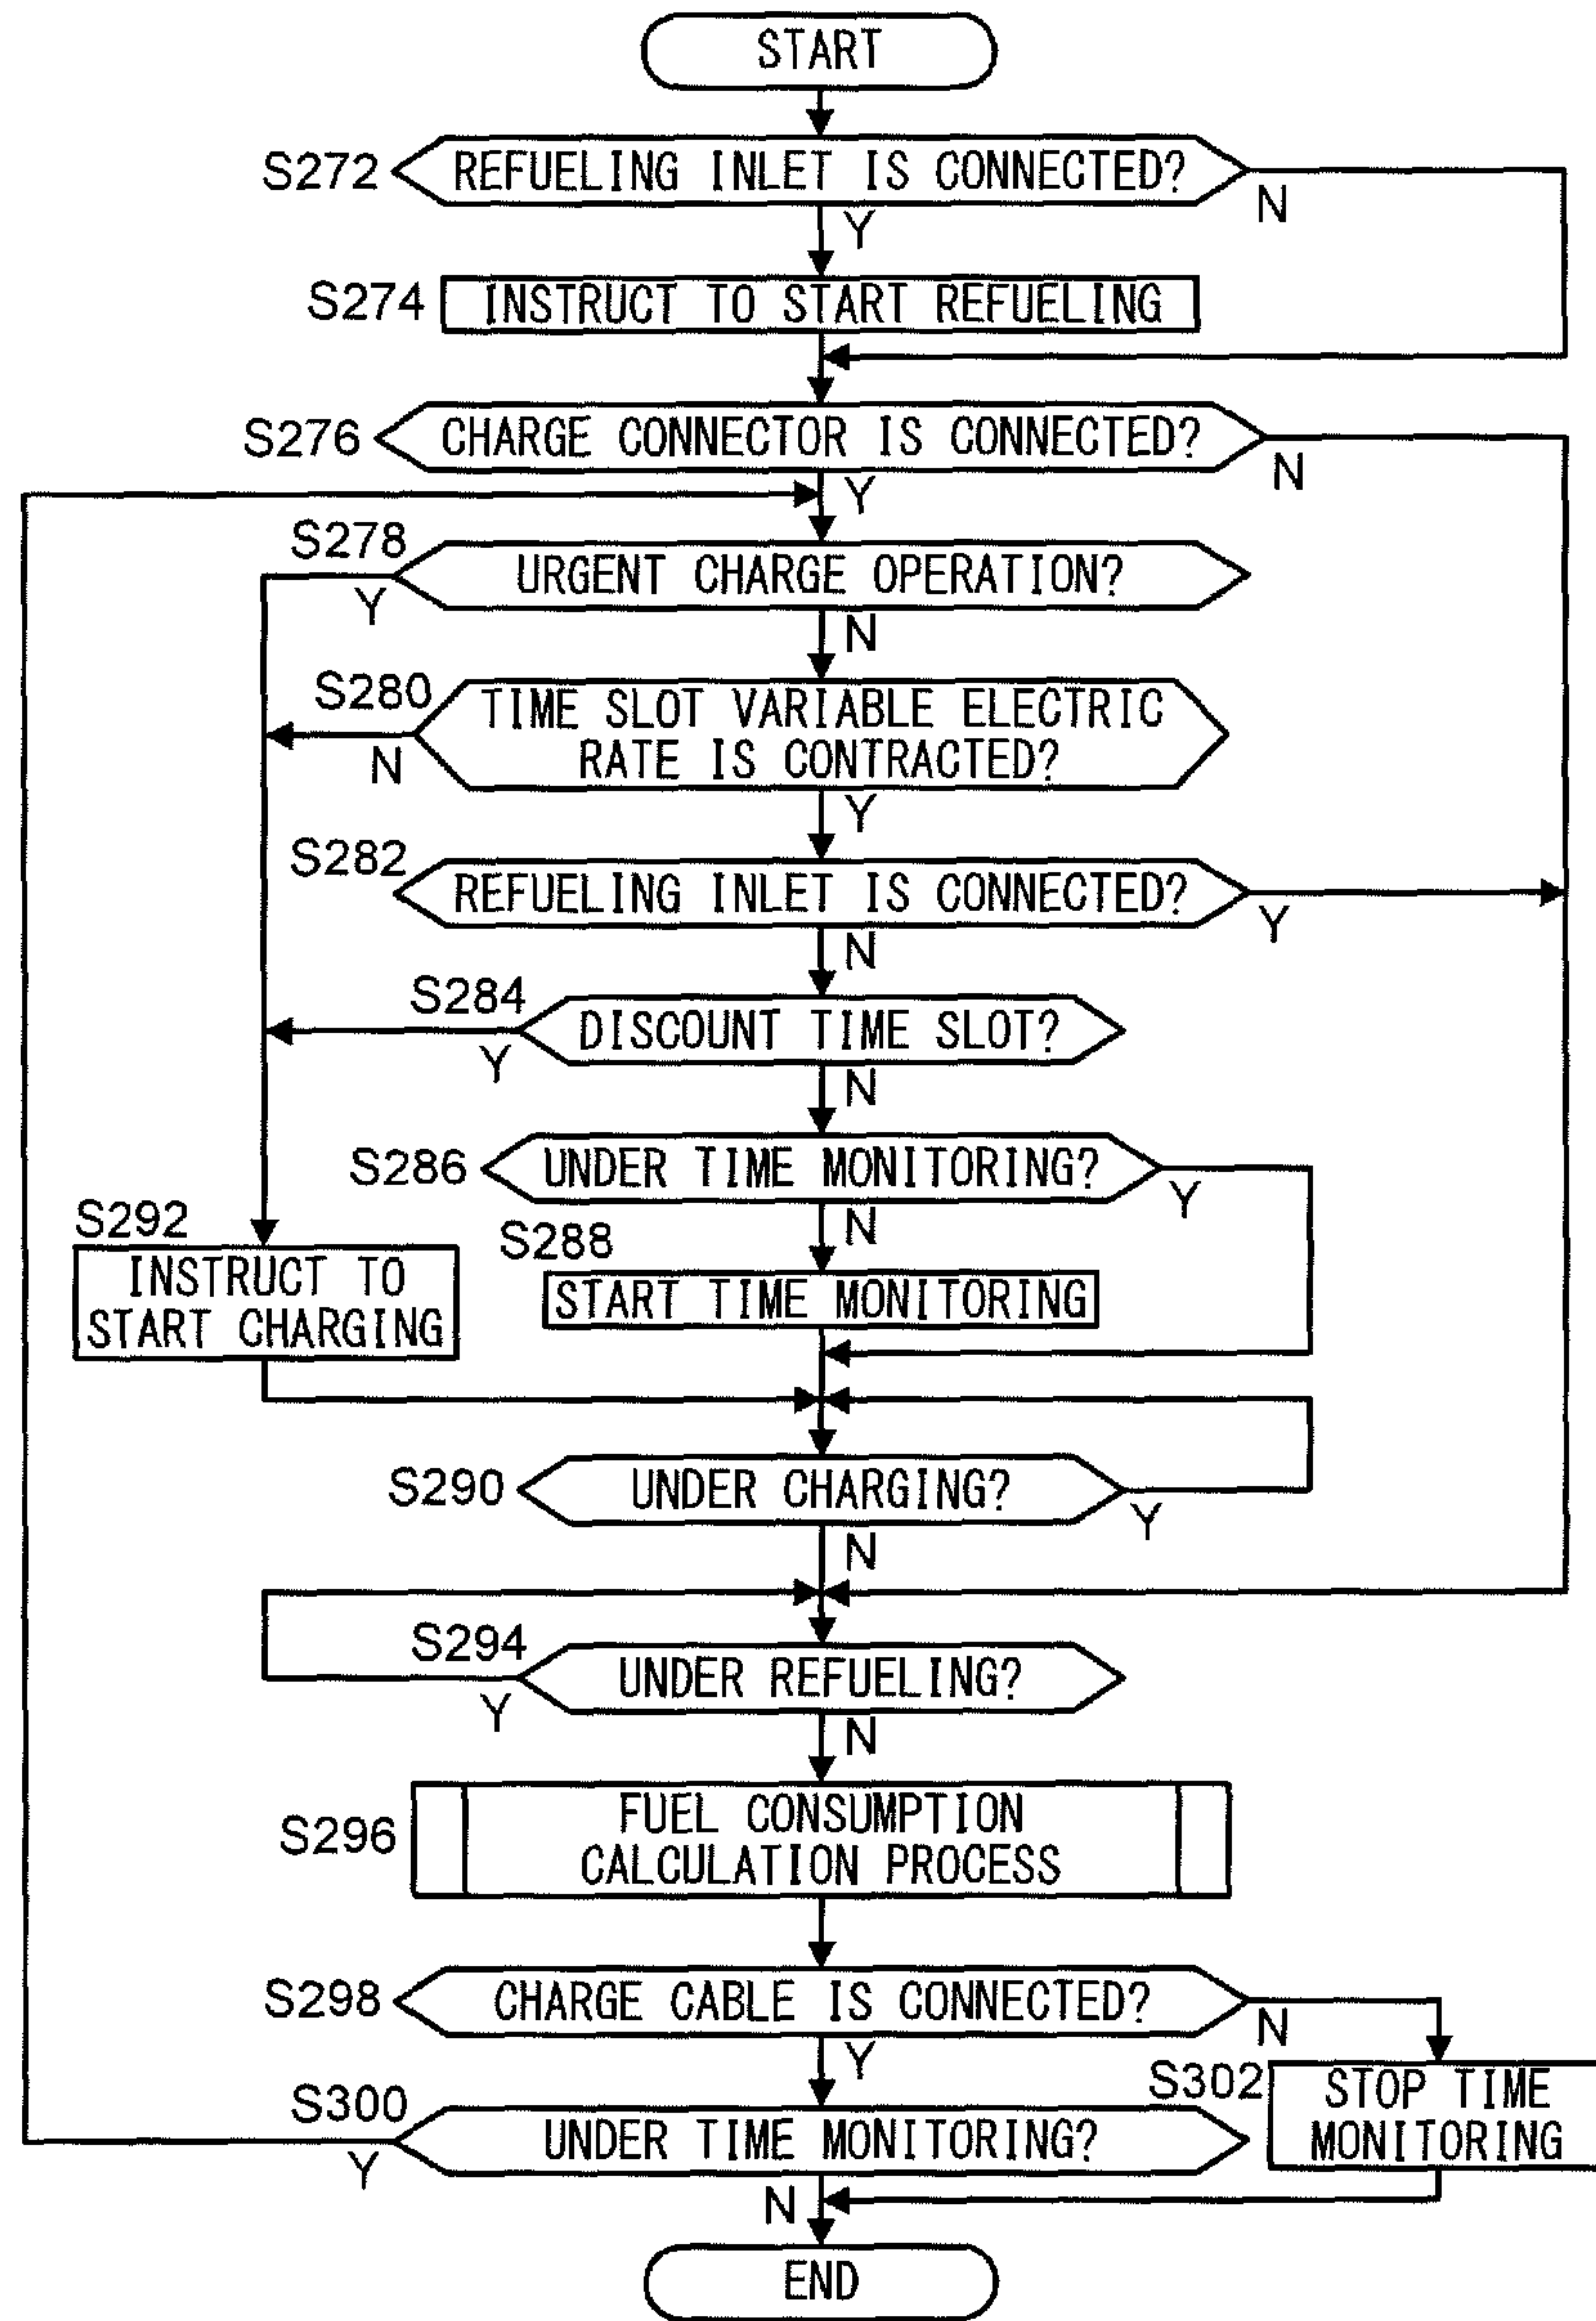 START
S272
REFUELING INLET IS CONNECTED?
N
Y
S274
INSTRUCT TO START REFUELING
S276
CHARGE CONNECTOR IS CONNECTED?
N
Y
S278
URGENT CHARGE OPERATION?
Y
N
S280
TIME SLOT VARIABLE ELECTRIC
RATE IS CONTRACTED?
N
Y
S282
REFUELING INLET IS CONNECTED?
Y
N
S284
DISCOUNT TIME SLOT?
Y
N
S286
UNDER TIME MONITORING?
Y
N
S292
INSTRUCT TO
START CHARGING
S288
START TIME MONITORING
S290
UNDER CHARGING?
Y
N
S294
UNDER REFUELING?
Y
N
S296
FUEL CONSUMPTION
CALCULATION PROCESS
S298
CHARGE CABLE IS CONNECTED?
N
Y
S300
UNDER TIME MONITORING?
Y
S302
STOP TIME
MONITORING
N
END